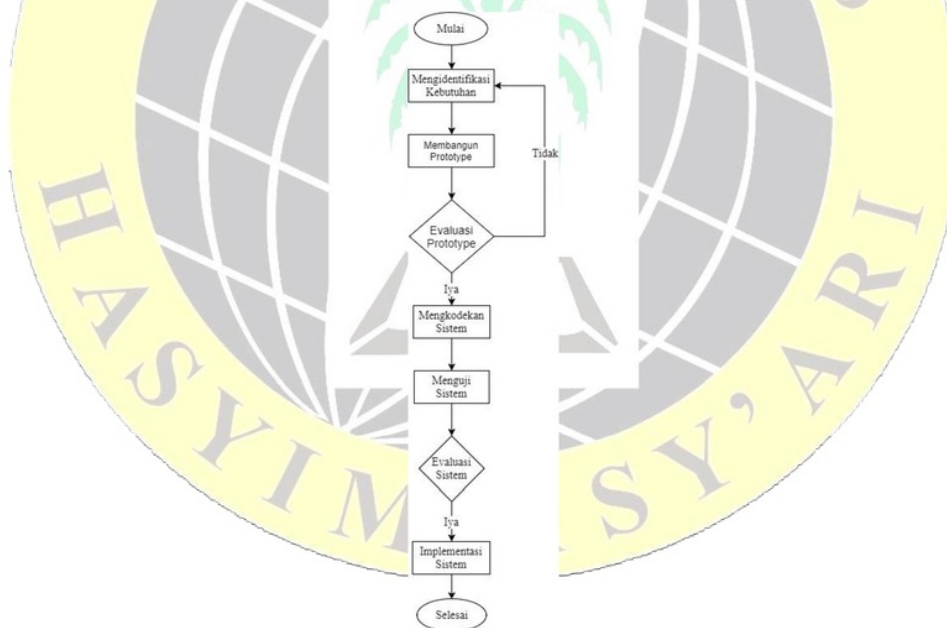 Mulai
Mengidentifikasi
Kebutuhan
Membangun
Prototype
Tidak
Evaluasi
Prototype
Iya
Mengkodekan
Sistem
Menguji
Sistem
Evaluasi
Sistem
Iya
Implementasi
Sistem
Selesai
HASYIM ASY'ARI